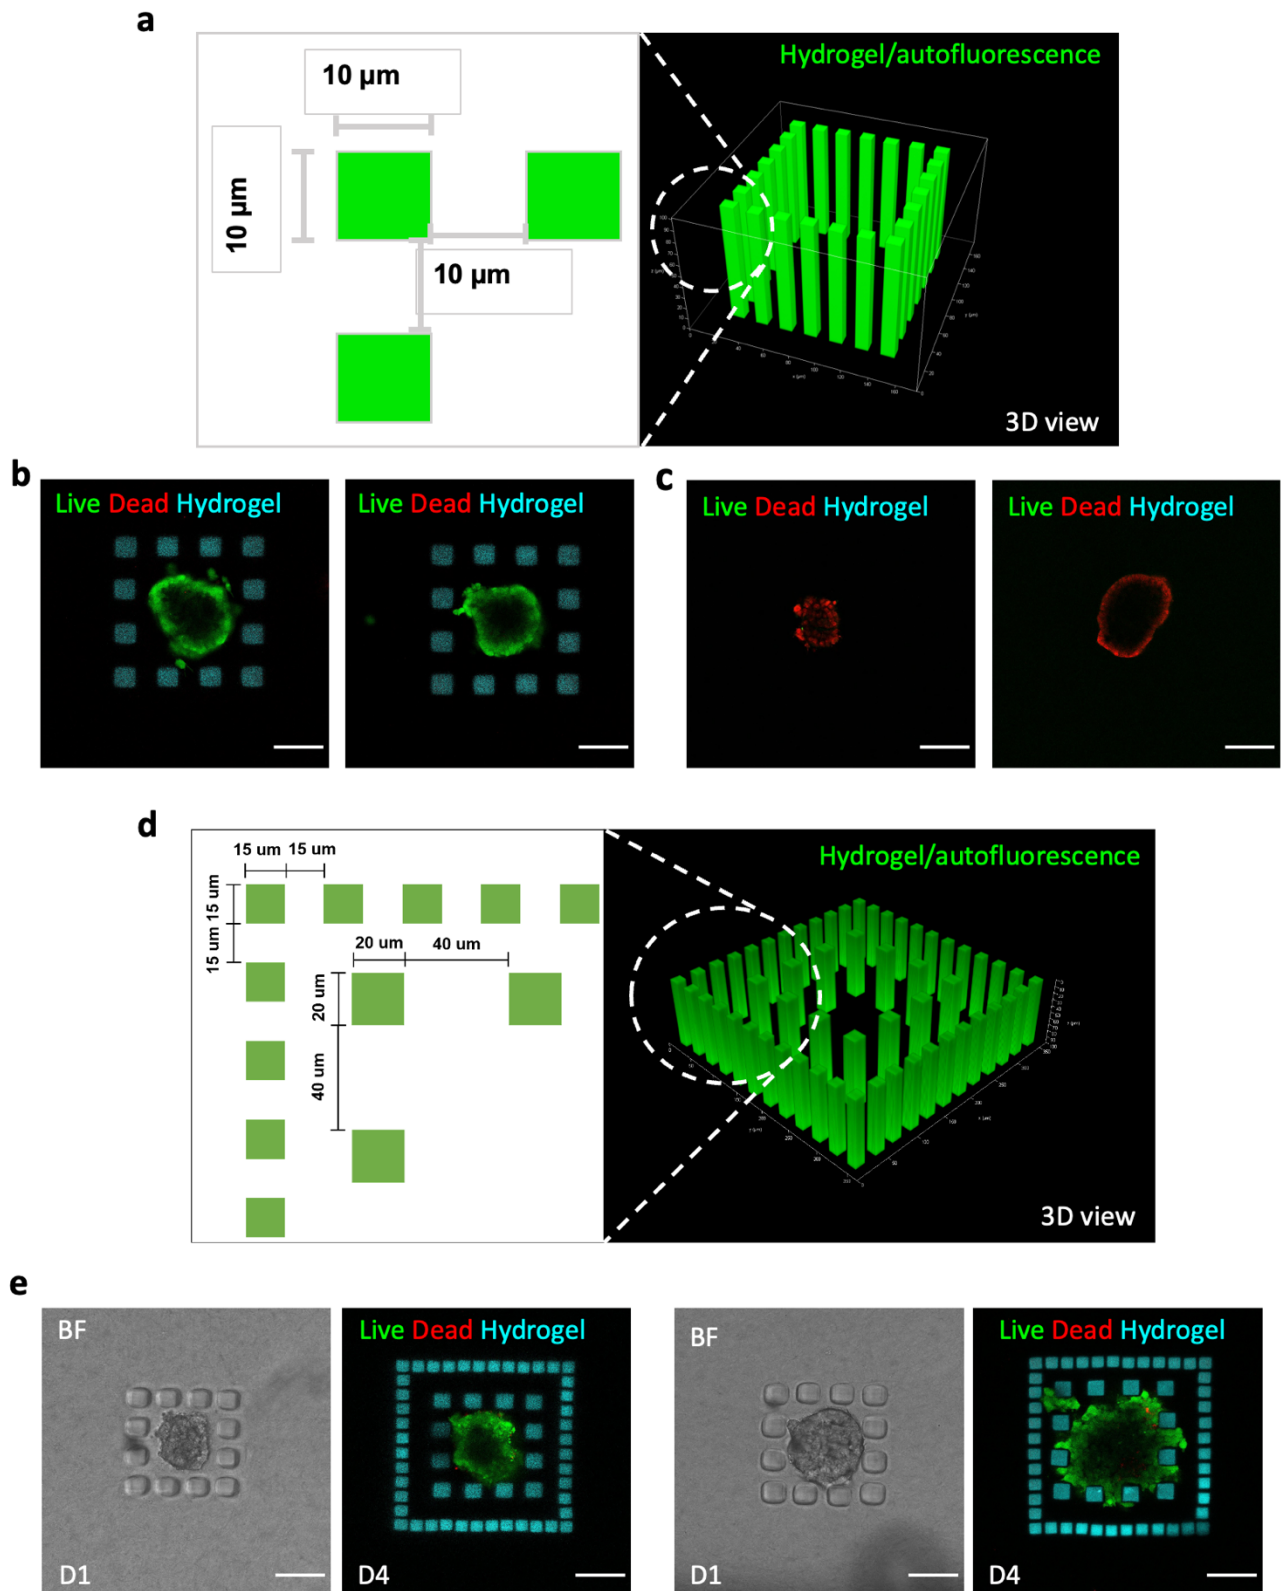 a
10 µm
10 µm
10 µm
Hydrogel/autofluorescence
3D view
b
Live Dead Hydrogel
Live Dead Hydrogel
c
Live Dead Hydrogel
Live Dead Hydrogel
d
15 um 15 um
15 um
15 um
20 um
40 um
20 um
40 um
Hydrogel/autofluorescence
3D view
e
BF
D1
Live Dead Hydrogel
D4
BF
D1
Live Dead Hydrogel
D4